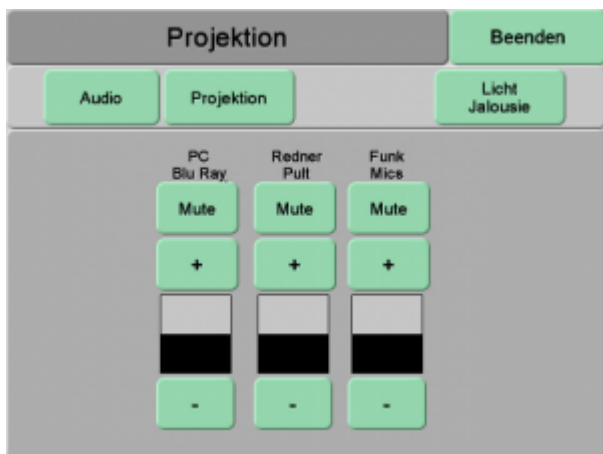 Projektion
Beenden
Audio
Projektion
Licht
Jalousie
PC
Blu Ray
Redner
Pult
Funk
Mics
Mute
Mute
Mute
+
+
+
-
-
-